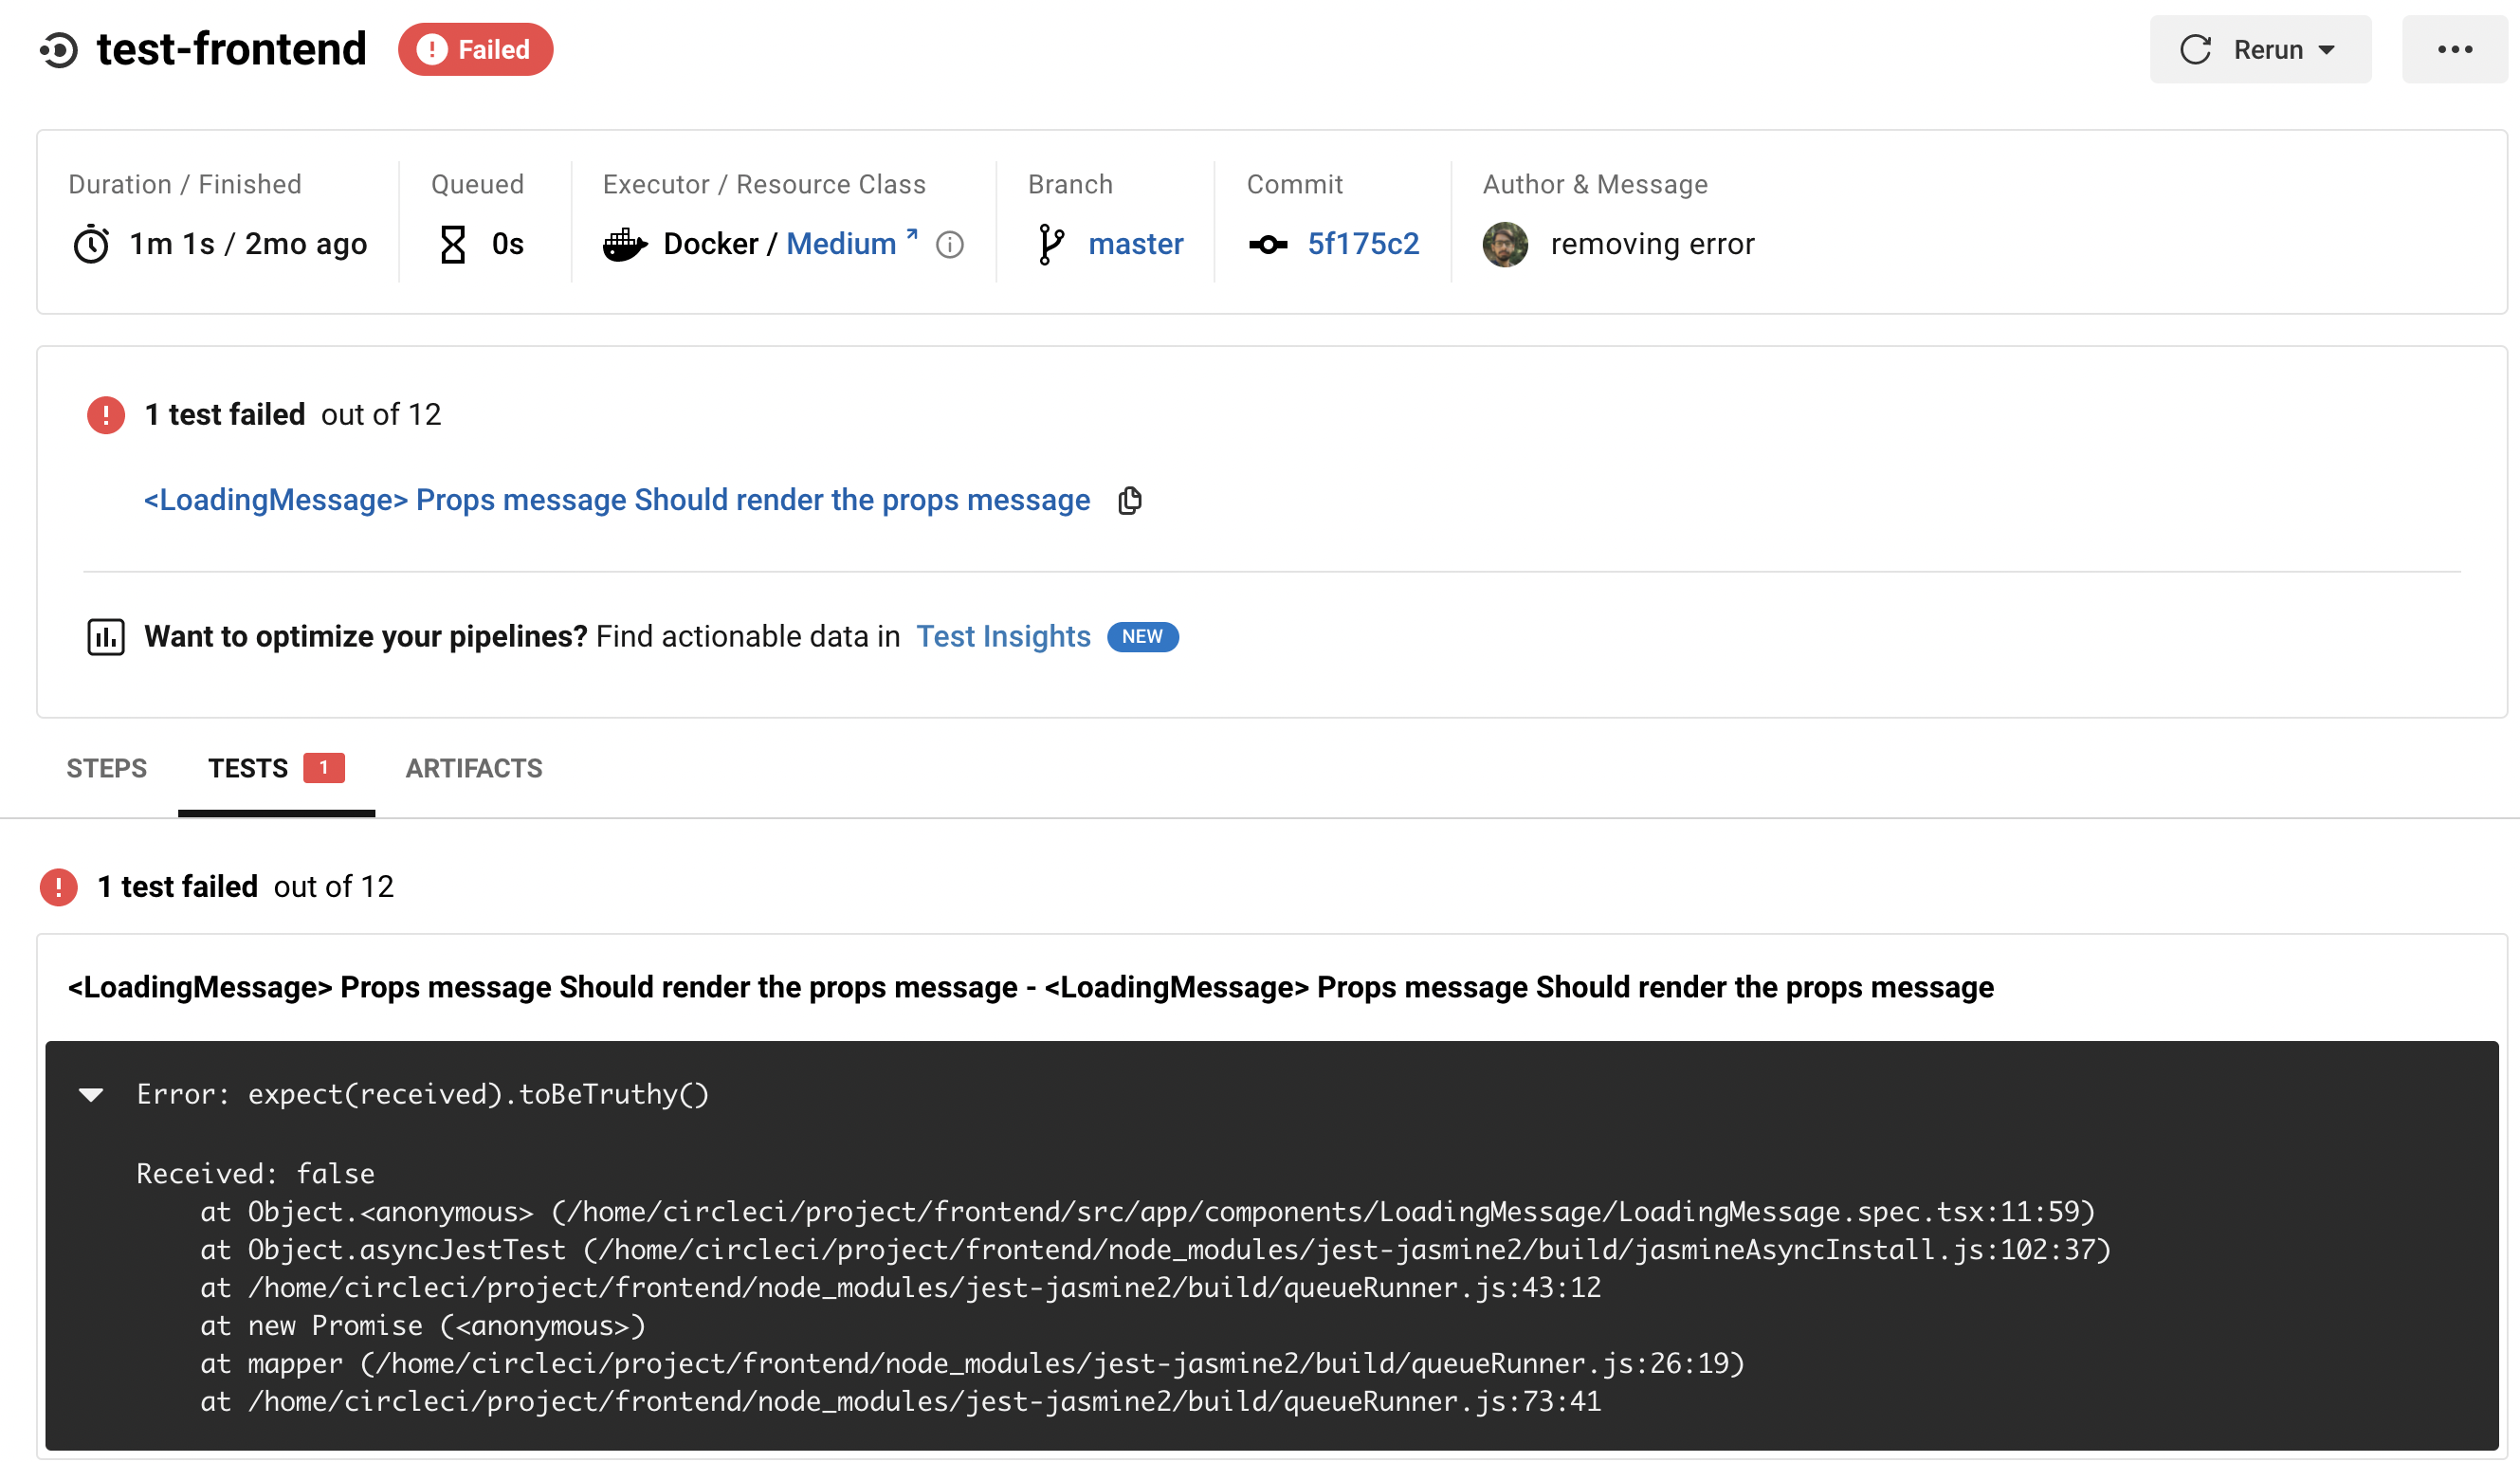 test-frontend Failed Rerun
Duration / Finished Queued Executor / Resource Class Branch Commit Author & Message
1m 1s / 2mo ago 0s Docker / Medium master 5f175c2 removing error
1 test failed out of 12
<LoadingMessage> Props message Should render the props message
Want to optimize your pipelines? Find actionable data in Test Insights NEW
STEPS TESTS 1 ARTIFACTS
1 test failed out of 12
<LoadingMessage> Props message Should render the props message - <LoadingMessage> Props message Should render the props message
Error: expect(received).toBeTruthy()
Received: false
at Object.<anonymous> (/home/circleci/project/frontend/src/app/components/LoadingMessage/LoadingMessage.spec.tsx:11:59)
at Object.asyncJestTest (/home/circleci/project/frontend/node_modules/jest-jasmine2/build/jasmineAsyncInstall.js:102:37)
at /home/circleci/project/frontend/node_modules/jest-jasmine2/build/queueRunner.js:43:12
at new Promise (<anonymous>)
at mapper (/home/circleci/project/frontend/node_modules/jest-jasmine2/build/queueRunner.js:26:19)
at /home/circleci/project/frontend/node_modules/jest-jasmine2/build/queueRunner.js:73:41